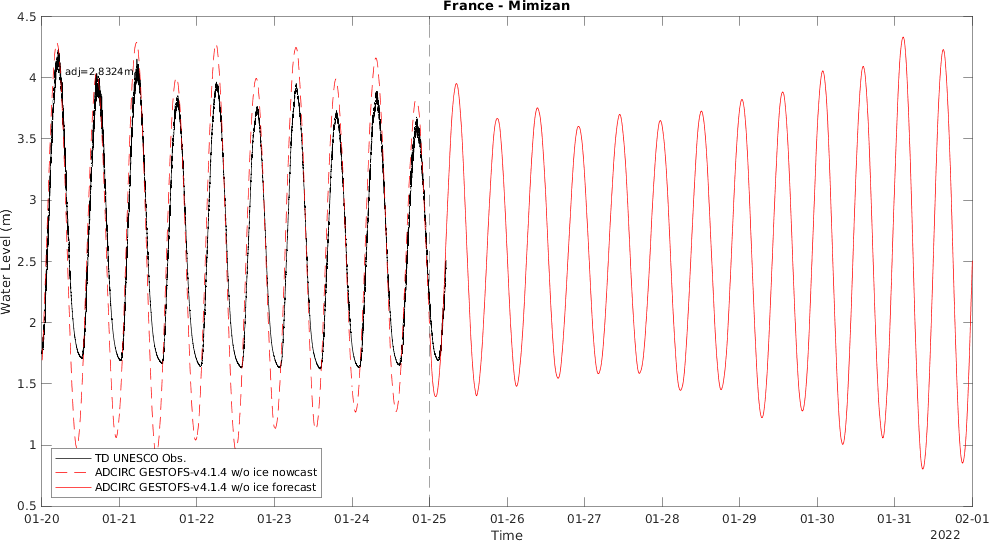 France - Mimizan
4.5
4
3.5
3
2.5
2
1.5
1
0.5
Water Level (m)
adj=2.8324m
TD UNESCO Obs.
ADCIRC GESTOFS-v4.1.4 w/o ice nowcast
ADCIRC GESTOFS-v4.1.4 w/o ice forecast
01-20 01-21 01-22 01-23 01-24 01-25 01-26 01-27 01-28 01-29 01-30 01-31 02-01
Time
2022